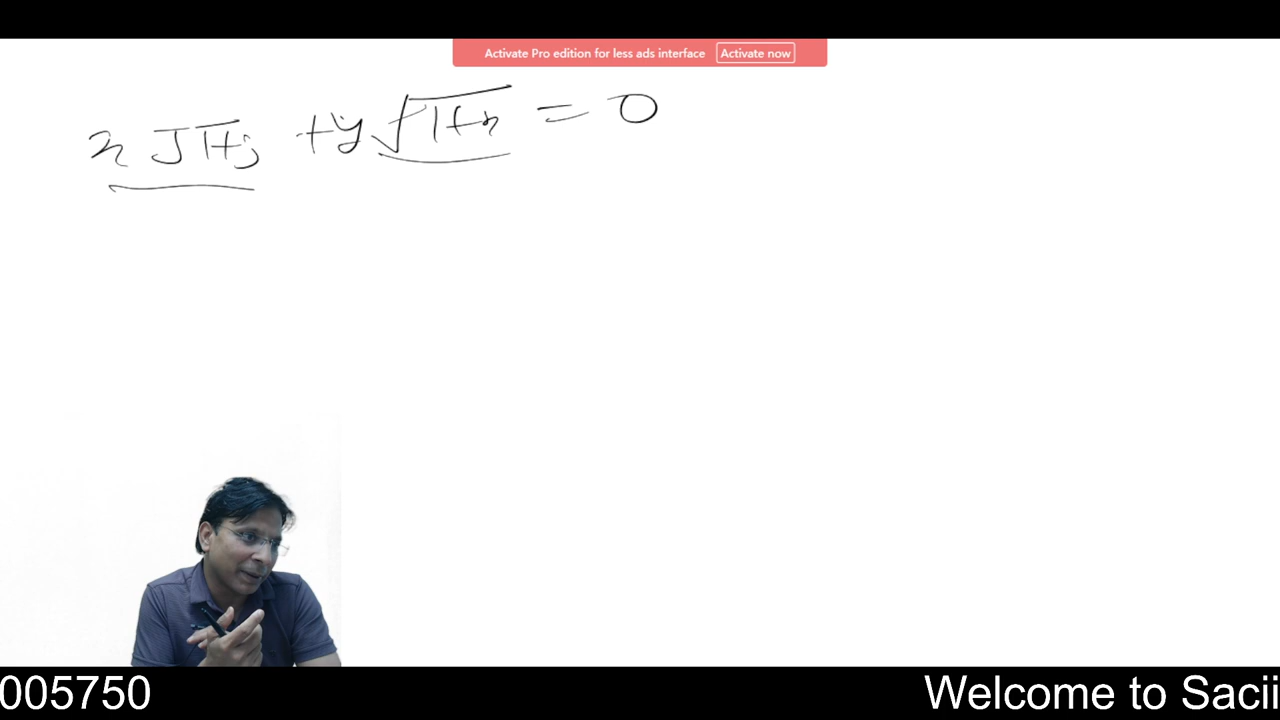 Activate Pro edition for less ads interface Activate now
x √1+y + y √1+x = 0
005750
Welcome to Sacii